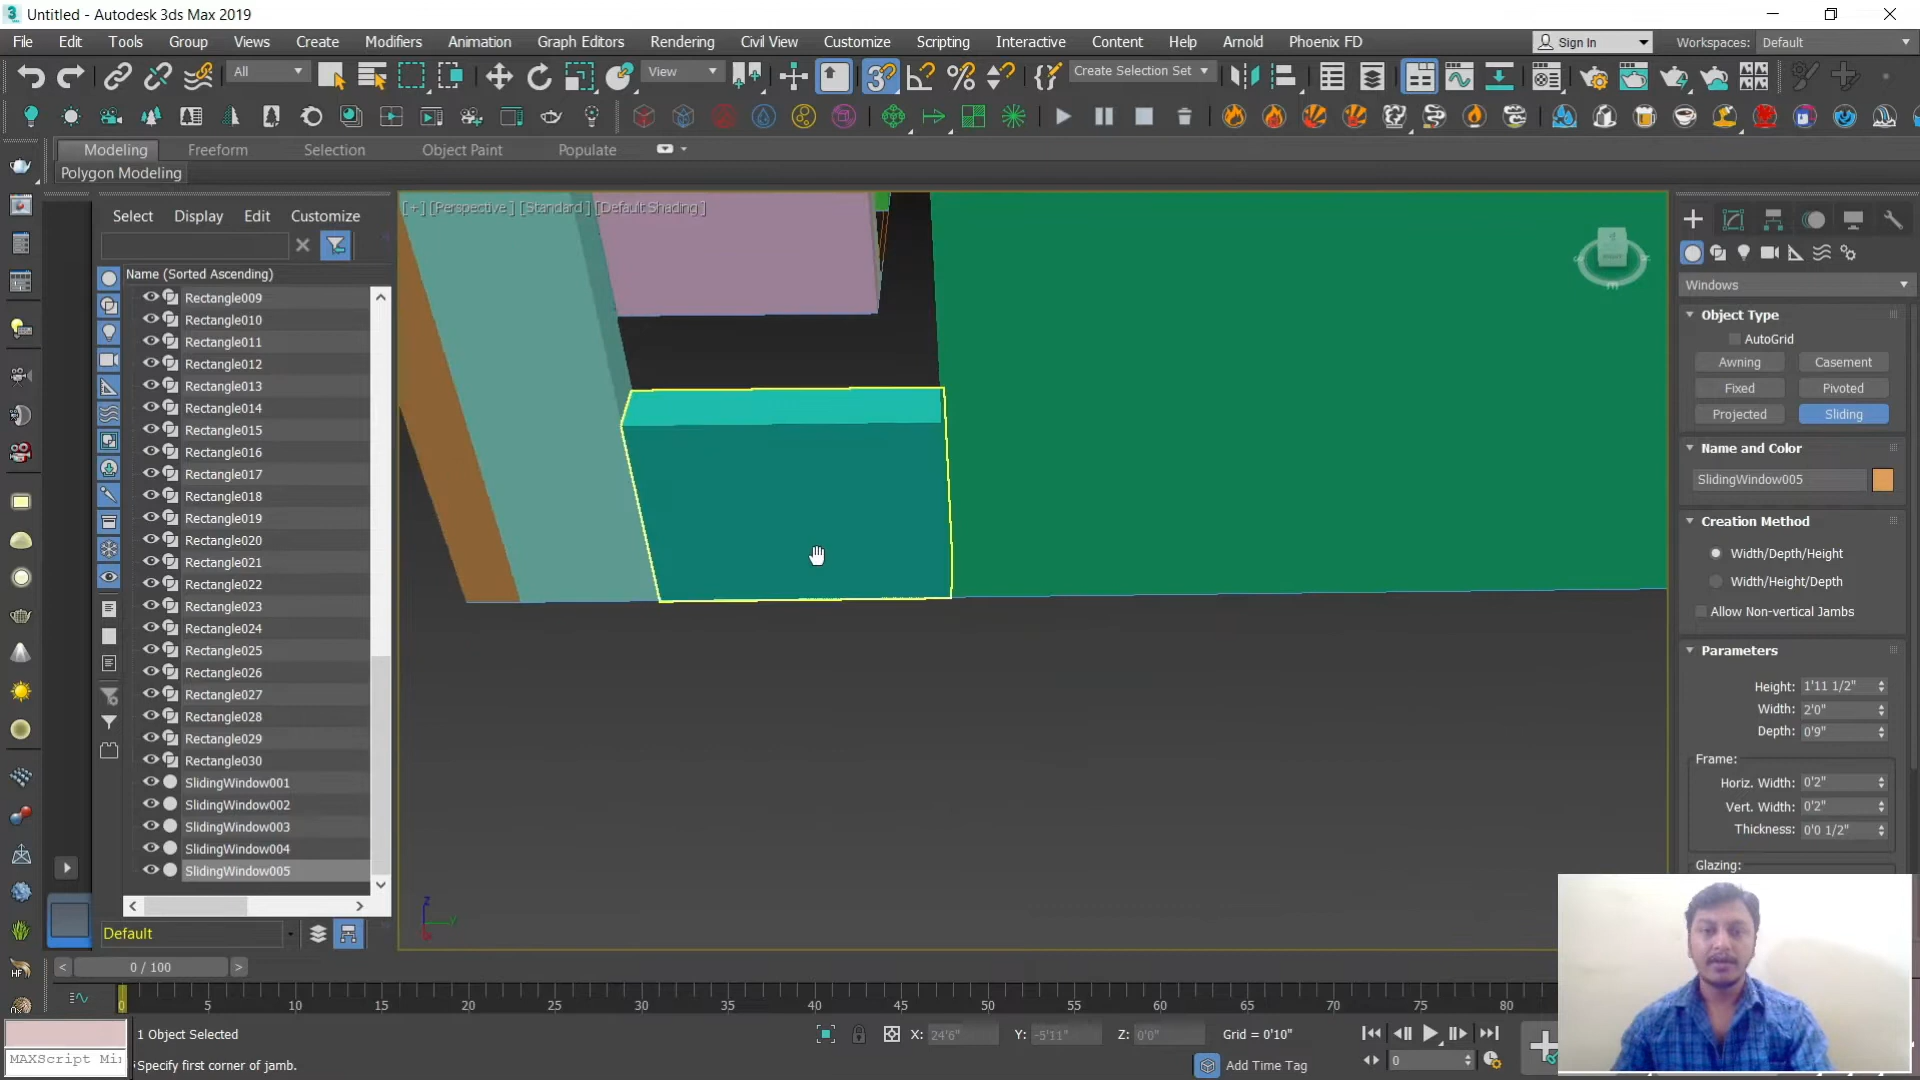 Untitled - Autodesk 3ds Max 2019
File Edit Tools Group Views Create Modifiers Animation Graph Editors Rendering Civil View Customize Scripting Interactive Content Help Arnold Phoenix FD Sign In Workspaces: Default
All View 3 Create Selection Set
Modeling Freeform Selection Object Paint Populate
Polygon Modeling
Select Display Edit Customize
[+] [Perspective] [Standard] [Default Shading]
Name (Sorted Ascending)
Rectangle009
Rectangle010
Rectangle011
Rectangle012
Rectangle013
Rectangle014
Rectangle015
Rectangle016
Rectangle017
Rectangle018
Rectangle019
Rectangle020
Rectangle021
Rectangle022
Rectangle023
Rectangle024
Rectangle025
Rectangle026
Rectangle027
Rectangle028
Rectangle029
Rectangle030
SlidingWindow001
SlidingWindow002
SlidingWindow003
SlidingWindow004
SlidingWindow005
Default
Windows
Object Type
AutoGrid
Awning Casement
Fixed Pivoted
Projected Sliding
Name and Color
SlidingWindow005
Creation Method
Width/Depth/Height
Width/Height/Depth
Allow Non-vertical Jambs
Parameters
Height: 1'11 1/2"
Width: 2'0"
Depth: 0'9"
Frame:
Horiz. Width: 0'2"
Vert. Width: 0'2"
Thickness: 0'0 1/2"
Glazing:
z
y
< 0 / 100 >
0 5 10 15 20 25 30 35 40 45 50 55 60 65 70 75 80
1 Object Selected X: 24'6" Y: -5'11" Z: 0'0" Grid = 0'10"
MAXScript Mi Specify first corner of jamb. Add Time Tag 0